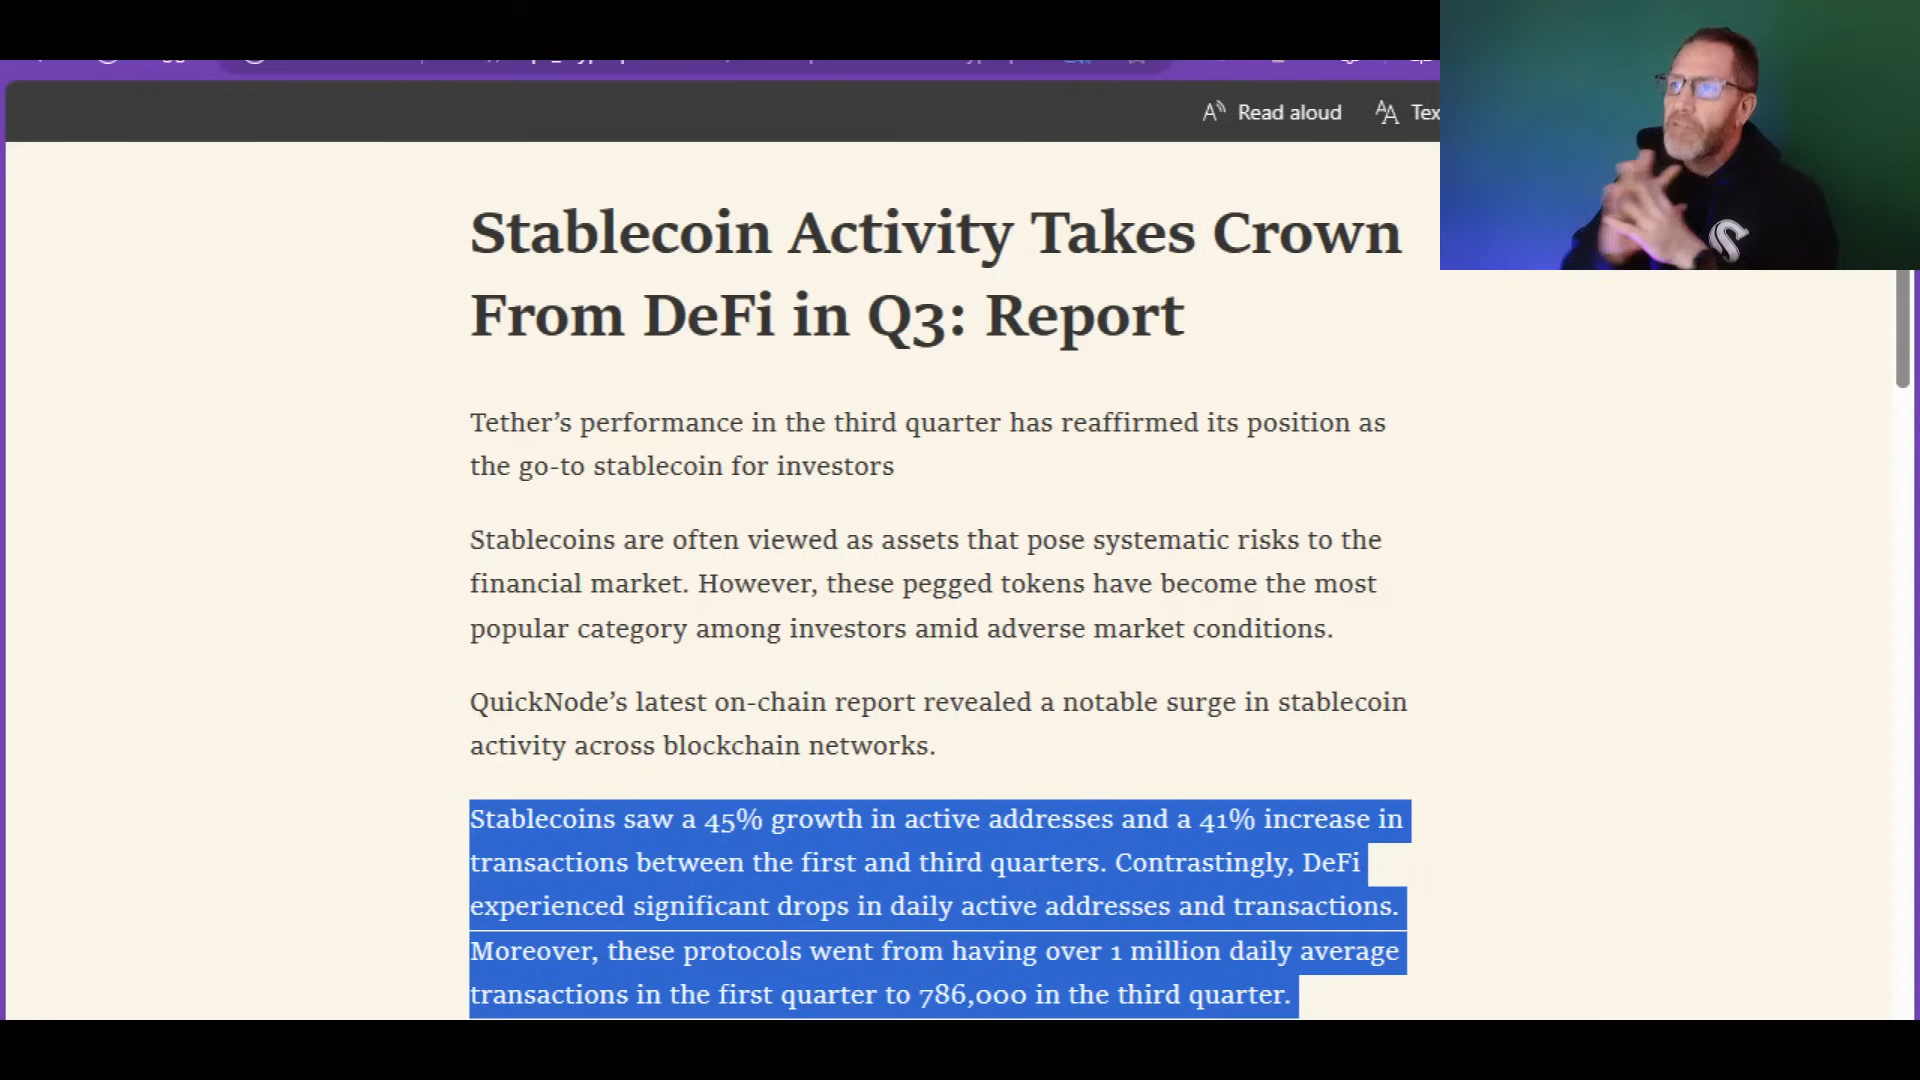 Read aloud
Tex
Stablecoin Activity Takes Crown
From DeFi in Q3: Report
Tether’s performance in the third quarter has reaffirmed its position as
the go-to stablecoin for investors
Stablecoins are often viewed as assets that pose systematic risks to the
financial market. However, these pegged tokens have become the most
popular category among investors amid adverse market conditions.
QuickNode’s latest on-chain report revealed a notable surge in stablecoin
activity across blockchain networks.
Stablecoins saw a 45% growth in active addresses and a 41% increase in
transactions between the first and third quarters. Contrastingly, DeFi
experienced significant drops in daily active addresses and transactions.
Moreover, these protocols went from having over 1 million daily average
transactions in the first quarter to 786,000 in the third quarter.